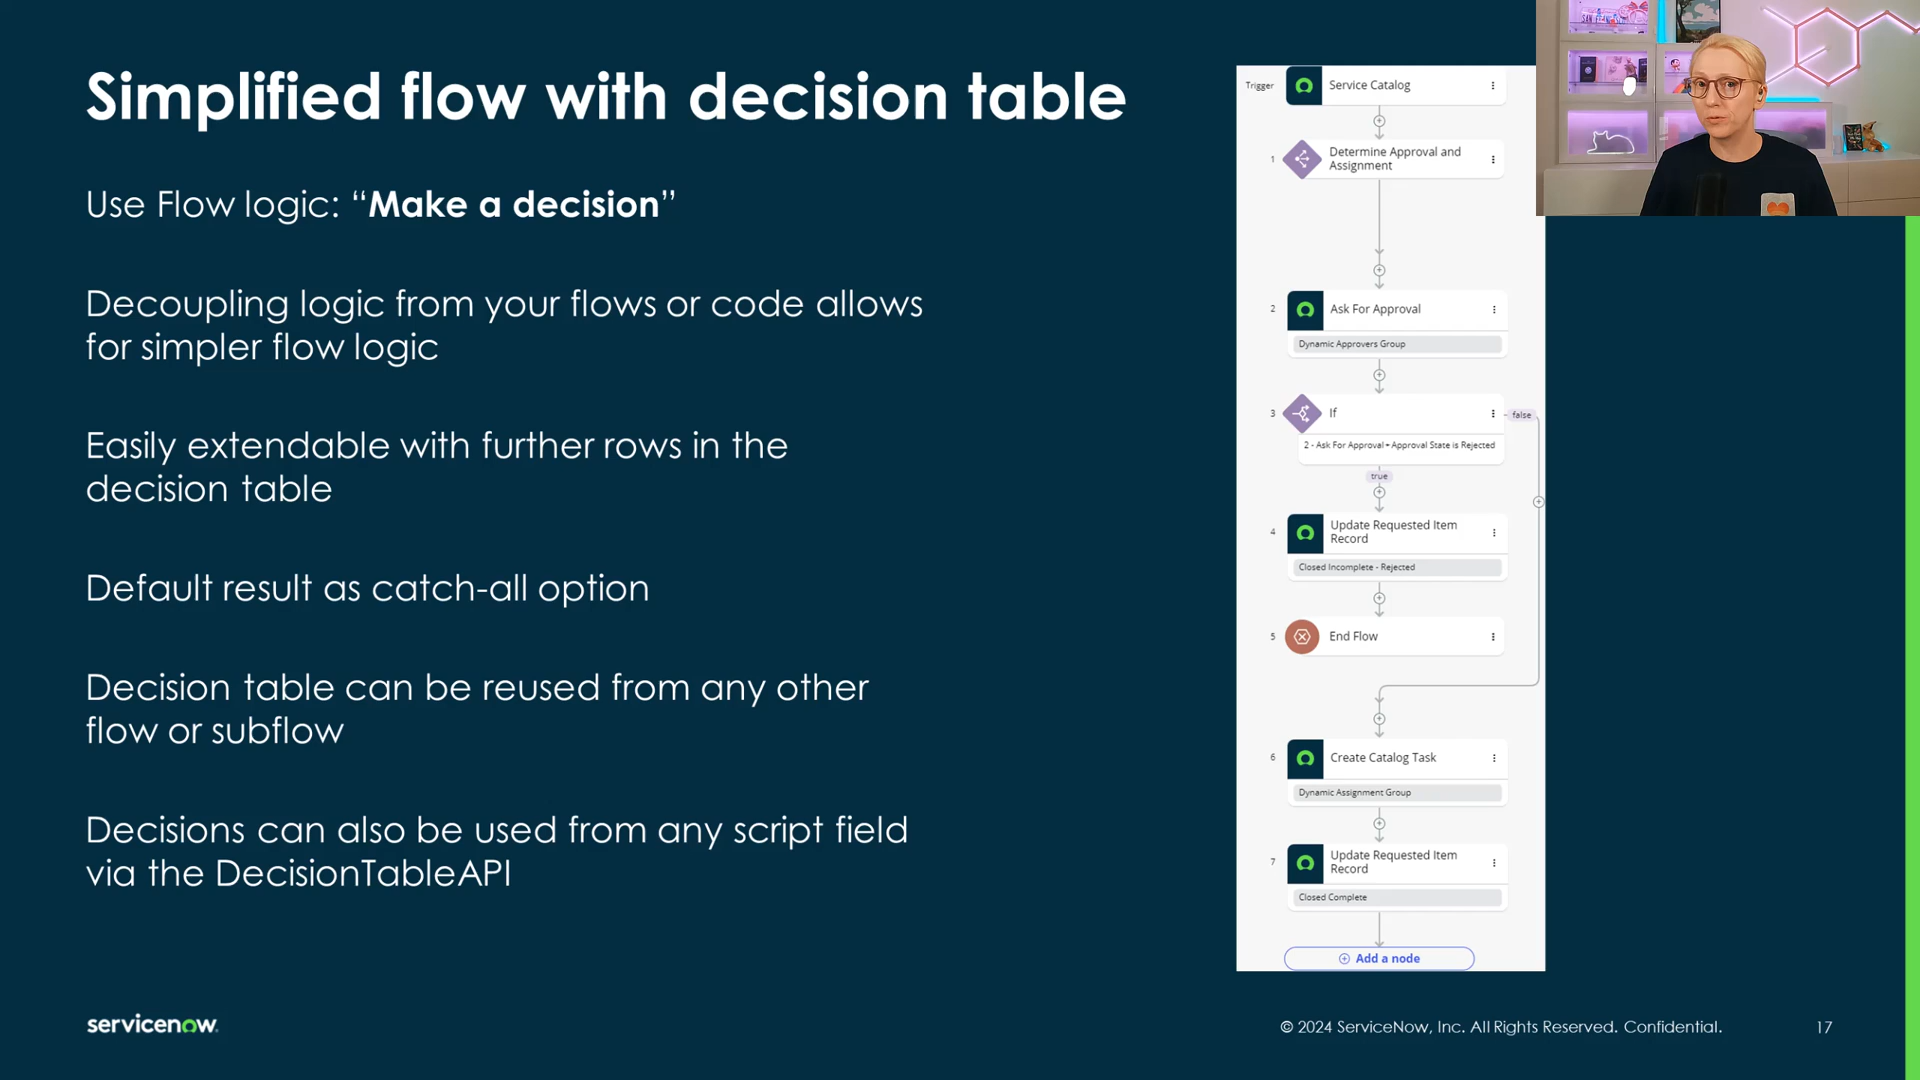 Simplified flow with decision table
Use Flow logic: “Make a decision”
Decoupling logic from your flows or code allows
for simpler flow logic
Easily extendable with further rows in the
decision table
Default result as catch-all option
Decision table can be reused from any other
flow or subflow
Decisions can also be used from any script field
via the DecisionTableAPI
Trigger
Service Catalog
1
Determine Approval and
Assignment
2
Ask For Approval
Dynamic Approvers Group
3
If
false
2 - Ask For Approval➛Approval State is Rejected
true
4
Update Requested Item
Record
Closed Incomplete - Rejected
5
End Flow
6
Create Catalog Task
Dynamic Assignment Group
7
Update Requested Item
Record
Closed Complete
Add a node
servicenow.
© 2024 ServiceNow, Inc. All Rights Reserved. Confidential.
17